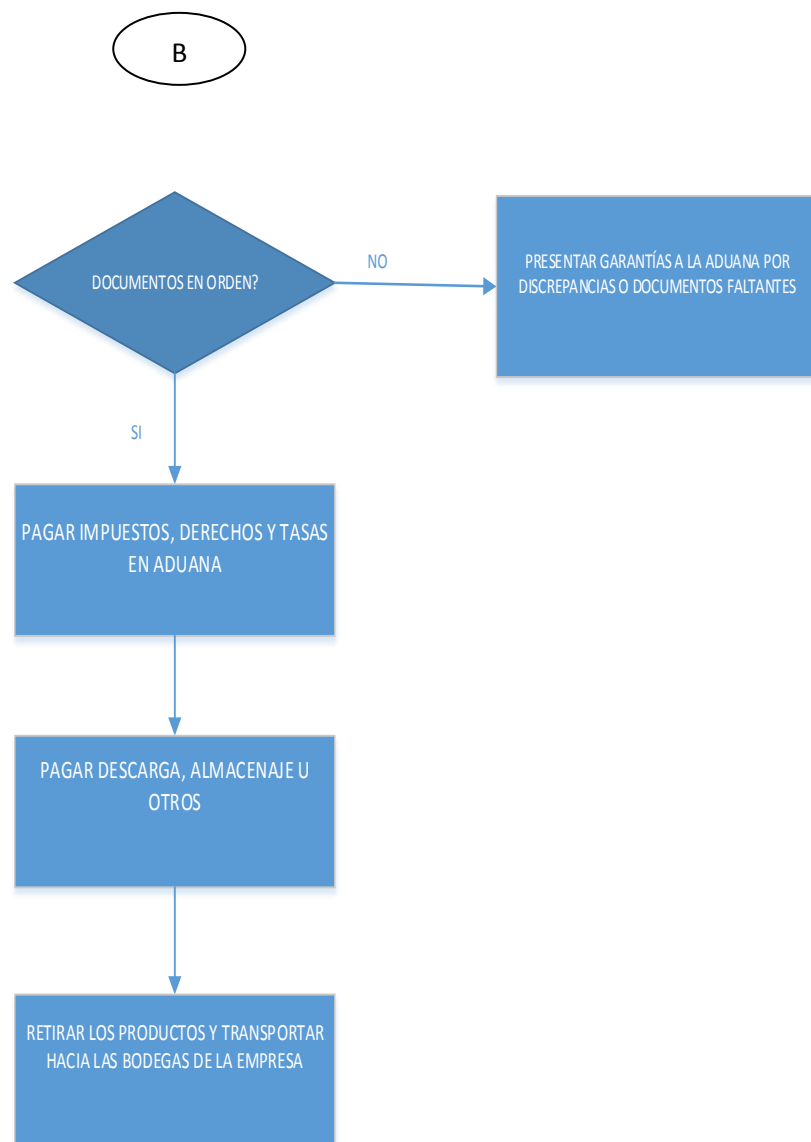 B
DOCUMENTOS EN ORDEN?
NO
PRESENTAR GARANTÍAS A LA ADUANA POR
DISCREPANCIAS O DOCUMENTOS FALTANTES
SI
PAGAR IMPUESTOS, DERECHOS Y TASAS
EN ADUANA
PAGAR DESCARGA, ALMACENAJE U
OTROS
RETIRAR LOS PRODUCTOS Y TRANSPORTAR
HACIA LAS BODEGAS DE LA EMPRESA